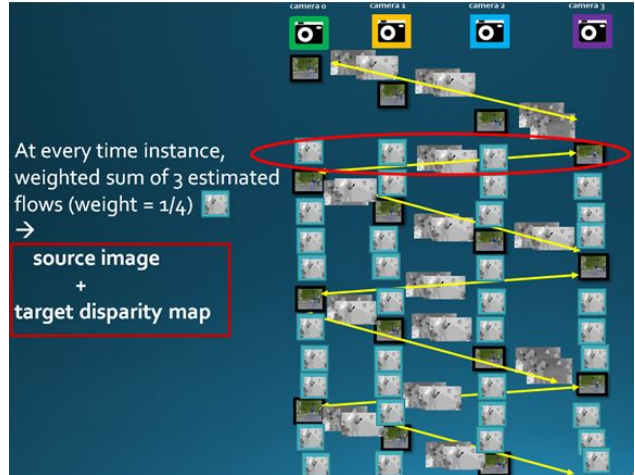 camera 0 camera 1 camera 2 camera 3
At every time instance,
weighted sum of 3 estimated
flows (weight = 1/4)
→
source image
+
target disparity map